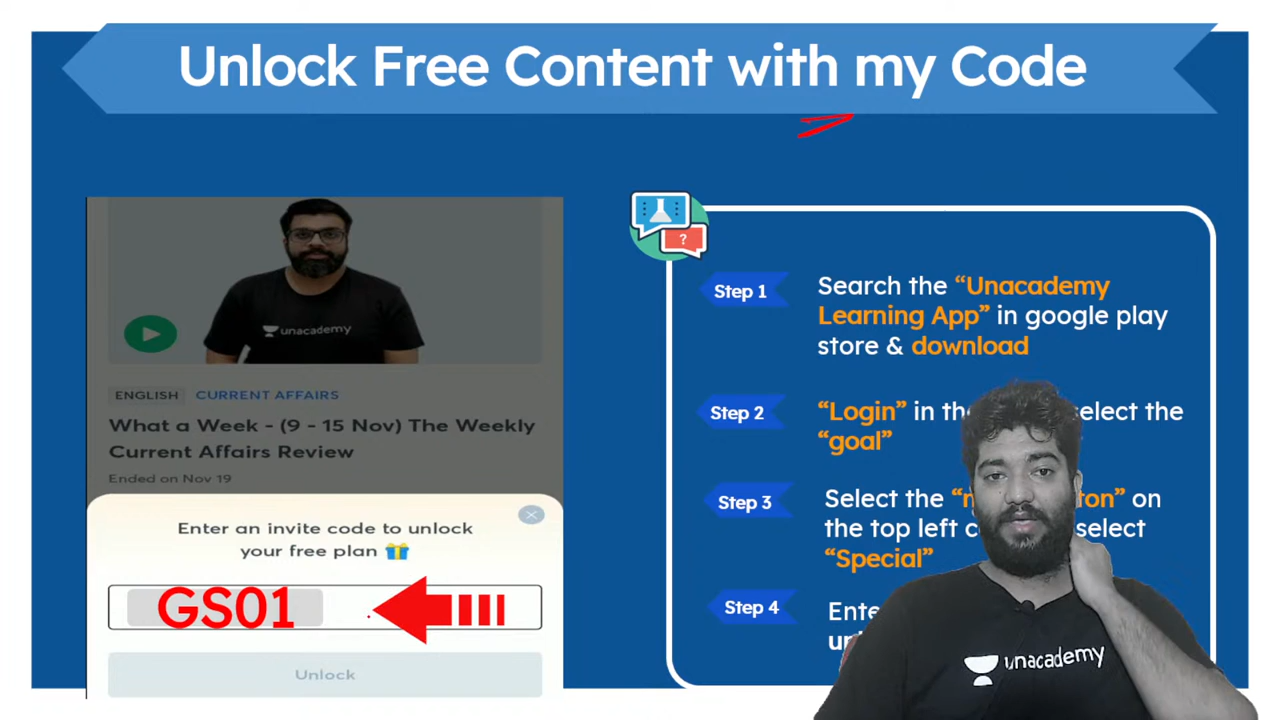 Unlock Free Content with my Code
unacademy
ENGLISH CURRENT AFFAIRS
What a Week - (9 - 15 Nov) The Weekly
Current Affairs Review
Ended on Nov 19
Enter an invite code to unlock
your free plan
GS01
Unlock
?
Step 1
Search the “Unacademy
Learning App” in google play
store & download
Step 2
“Login” in the select the
“goal”
Step 3
Select the on
the top left select
“Special”
Step 4
unacademy